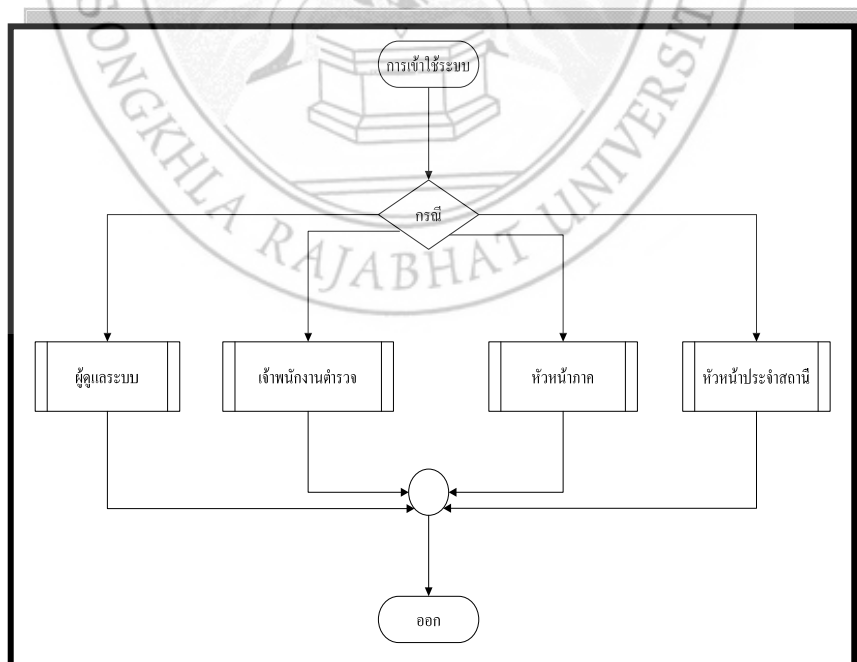 การเข้าใช้ระบบ
กรณี
ผู้ดูแลระบบ
เจ้าพนักงานตำรวจ
หัวหน้าภาค
หัวหน้าประจำสถานี
ออก
SONGKHLA RAJABHAT UNIVERSIT